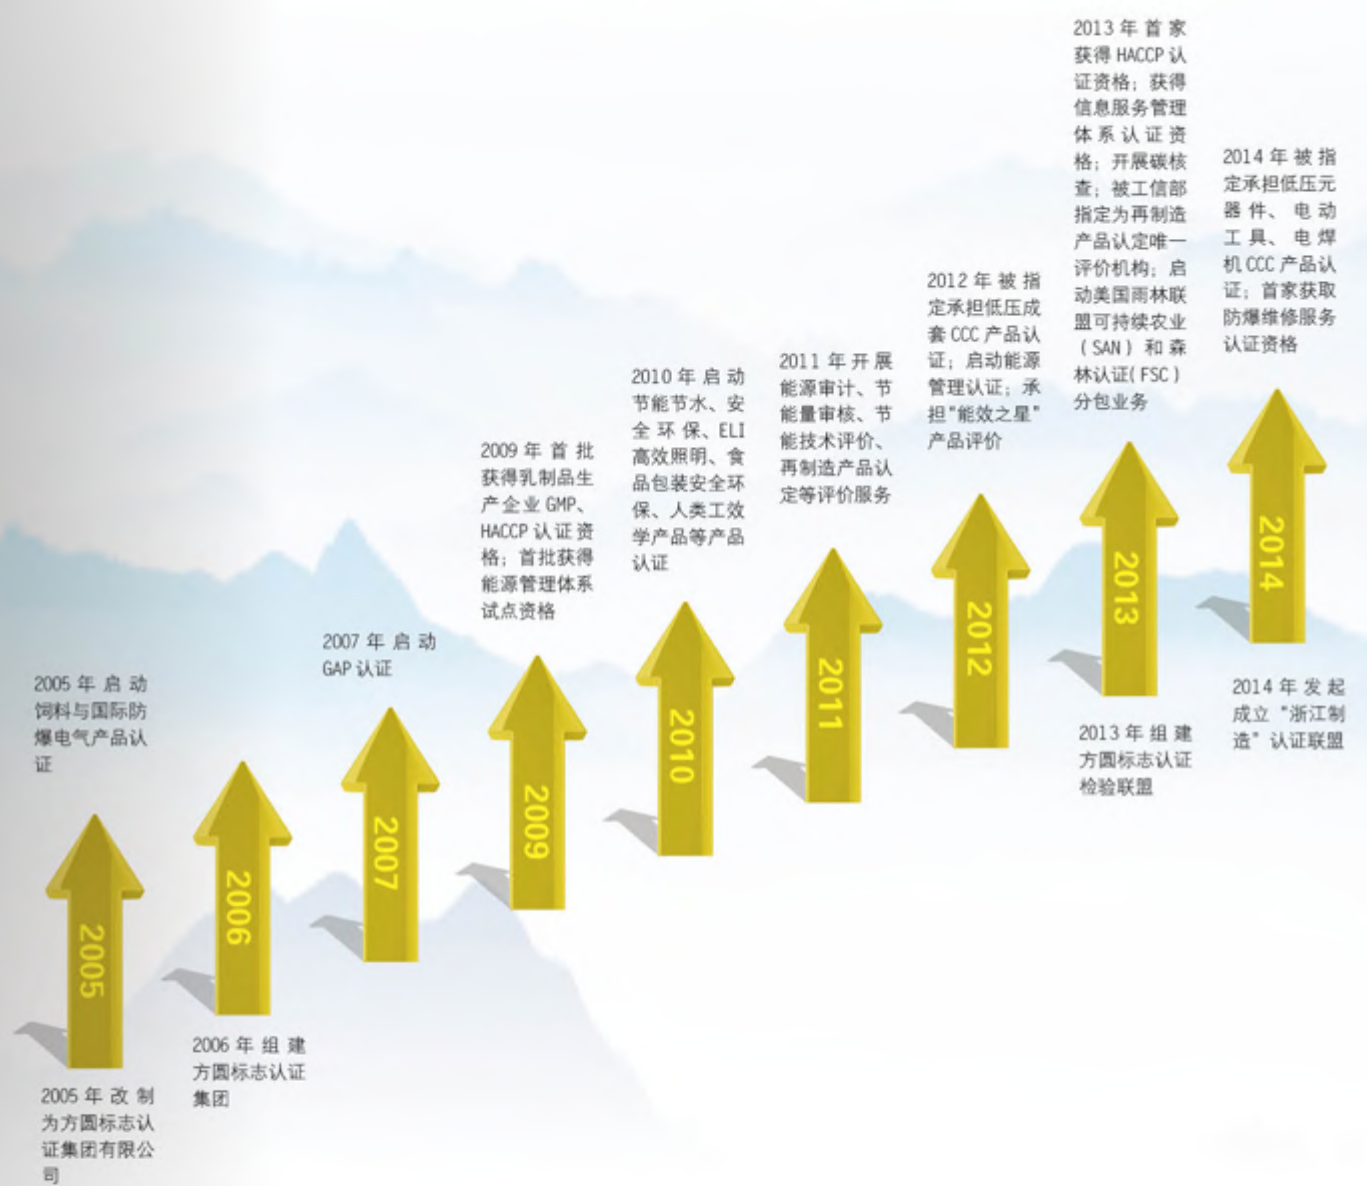 2005 年 启 动
饲料与国际防
爆电气产品认
证
2005
2005 年 改 制
为方圆标志认
证集团有限公
司
2006
2006 年 组 建
方圆标志认证
集团
2007 年 启 动
GAP 认证
2007
2009 年 首 批
获得乳制品生
产企业 GMP、
HACCP 认证资
格；首批获得
能源管理体系
试点资格
2009
2010 年 启 动
节能节水、安
全 环 保、ELI
高效照明、食
品包装安全环
保、人类工效
学产品等产品
认证
2010
2011 年 开 展
能源审计、节
能量审核、节
能技术评价、
再制造产品认
定等评价服务
2011
2012 年 被 指
定承担低压成
套 CCC 产品认
证；启动能源
管理认证；承
担“能效之星”
产品评价
2012
2013 年 首 家
获得 HACCP 认
证资格；获得
信息服务管理
体系认证资
格；开展碳核
查；被工信部
指定为再制造
产品认定唯一
评价机构；启
动美国雨林联
盟可持续农业
（SAN）和 森
林认证（FSC）
分包业务
2013
2013 年 组 建
方圆标志认证
检验联盟
2014 年 被 指
定承担低压元
器 件、 电 动
工 具、 电 焊
机 CCC 产品认
证；首家获取
防爆维修服务
认证资格
2014
2014 年 发 起
成立“浙江制
造”认证联盟